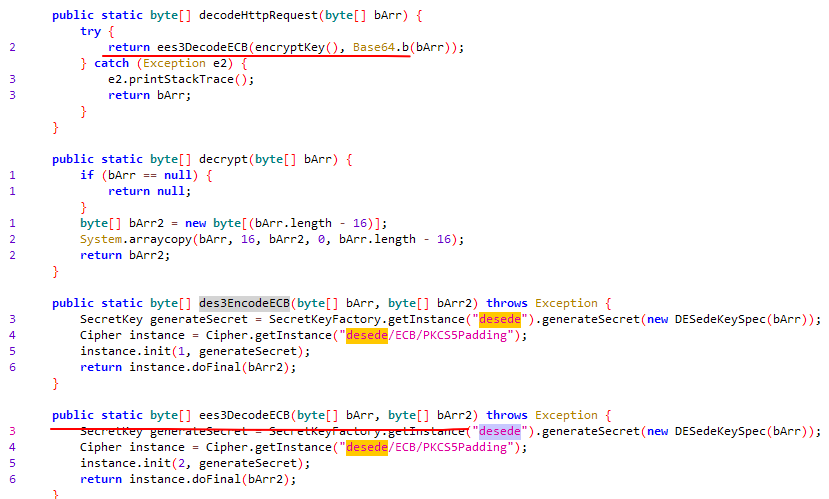 public static byte[] decodeHttpRequest(byte[] bArr) {
try {
2 return ees3DecodeECB(encryptKey(), Base64.b(bArr));
} catch (Exception e2) {
3 e2.printStackTrace();
3 return bArr;
}
}
public static byte[] decrypt(byte[] bArr) {
1 if (bArr == null) {
1 return null;
}
1 byte[] bArr2 = new byte[(bArr.length - 16)];
2 System.arraycopy(bArr, 16, bArr2, 0, bArr.length - 16);
2 return bArr2;
}
public static byte[] des3EncodeECB(byte[] bArr, byte[] bArr2) throws Exception {
3 SecretKey generateSecret = SecretKeyFactory.getInstance("desede").generateSecret(new DESedeKeySpec(bArr));
4 Cipher instance = Cipher.getInstance("desede/ECB/PKCS5Padding");
5 instance.init(1, generateSecret);
6 return instance.doFinal(bArr2);
}
public static byte[] ees3DecodeECB(byte[] bArr, byte[] bArr2) throws Exception {
3 SecretKey generateSecret = SecretKeyFactory.getInstance("desede").generateSecret(new DESedeKeySpec(bArr));
4 Cipher instance = Cipher.getInstance("desede/ECB/PKCS5Padding");
5 instance.init(2, generateSecret);
6 return instance.doFinal(bArr2);
}